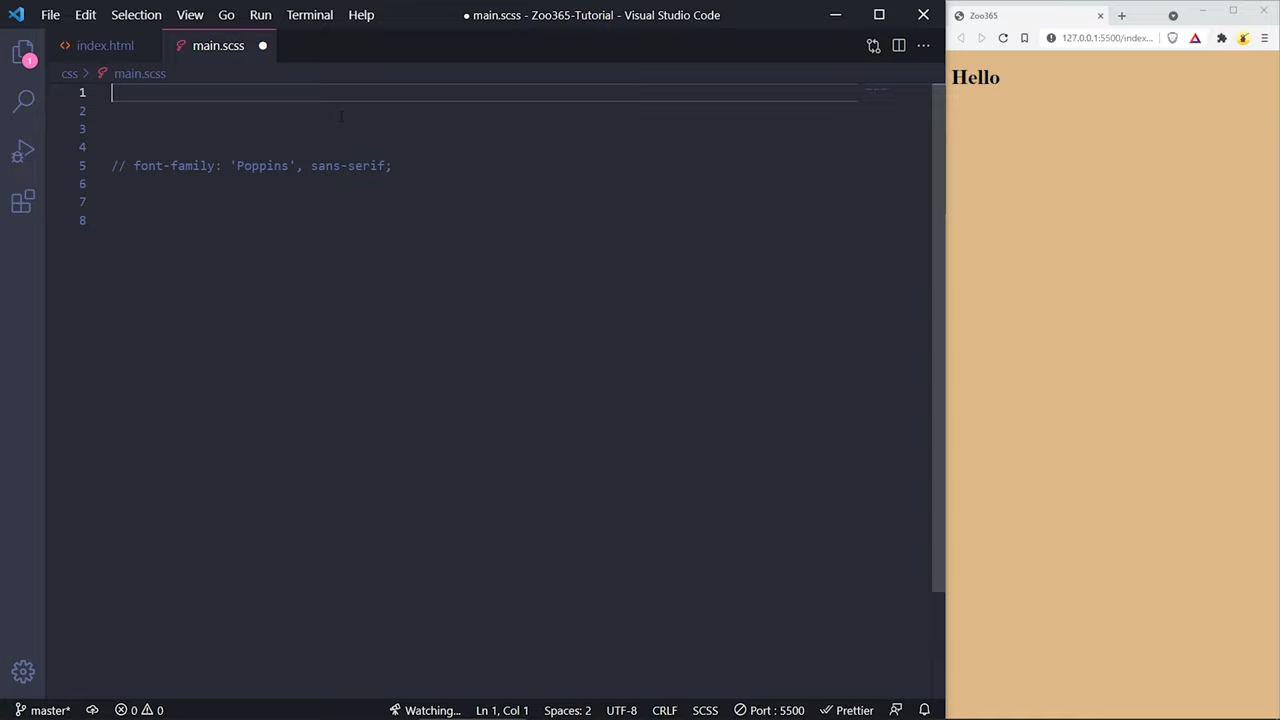 File Edit Selection View Go Run Terminal Help
● main.scss - Zoo365-Tutorial - Visual Studio Code
Zoo365
index.html
main.scss
127.0.0.1:5500/index...
css > main.scss
Hello
1
2
3
4
5 // font-family: 'Poppins', sans-serif;
6
7
8
1
master*
0 0
Watching...
Ln 1, Col 1
Spaces: 2
UTF-8
CRLF
SCSS
Port : 5500
Prettier